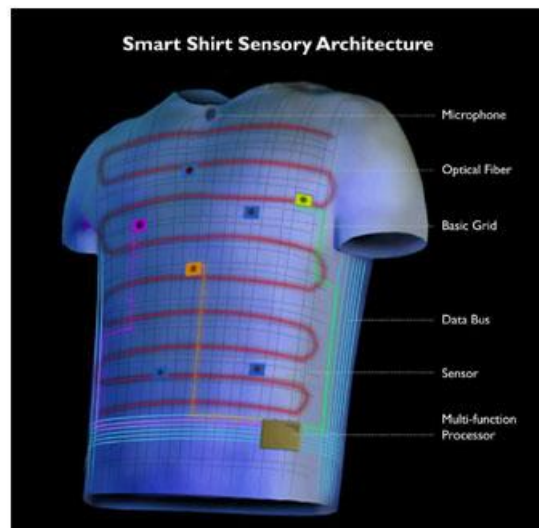 Smart Shirt Sensory Architecture
Microphone
Optical Fiber
Basic Grid
Data Bus
Sensor
Multi-function
Processor